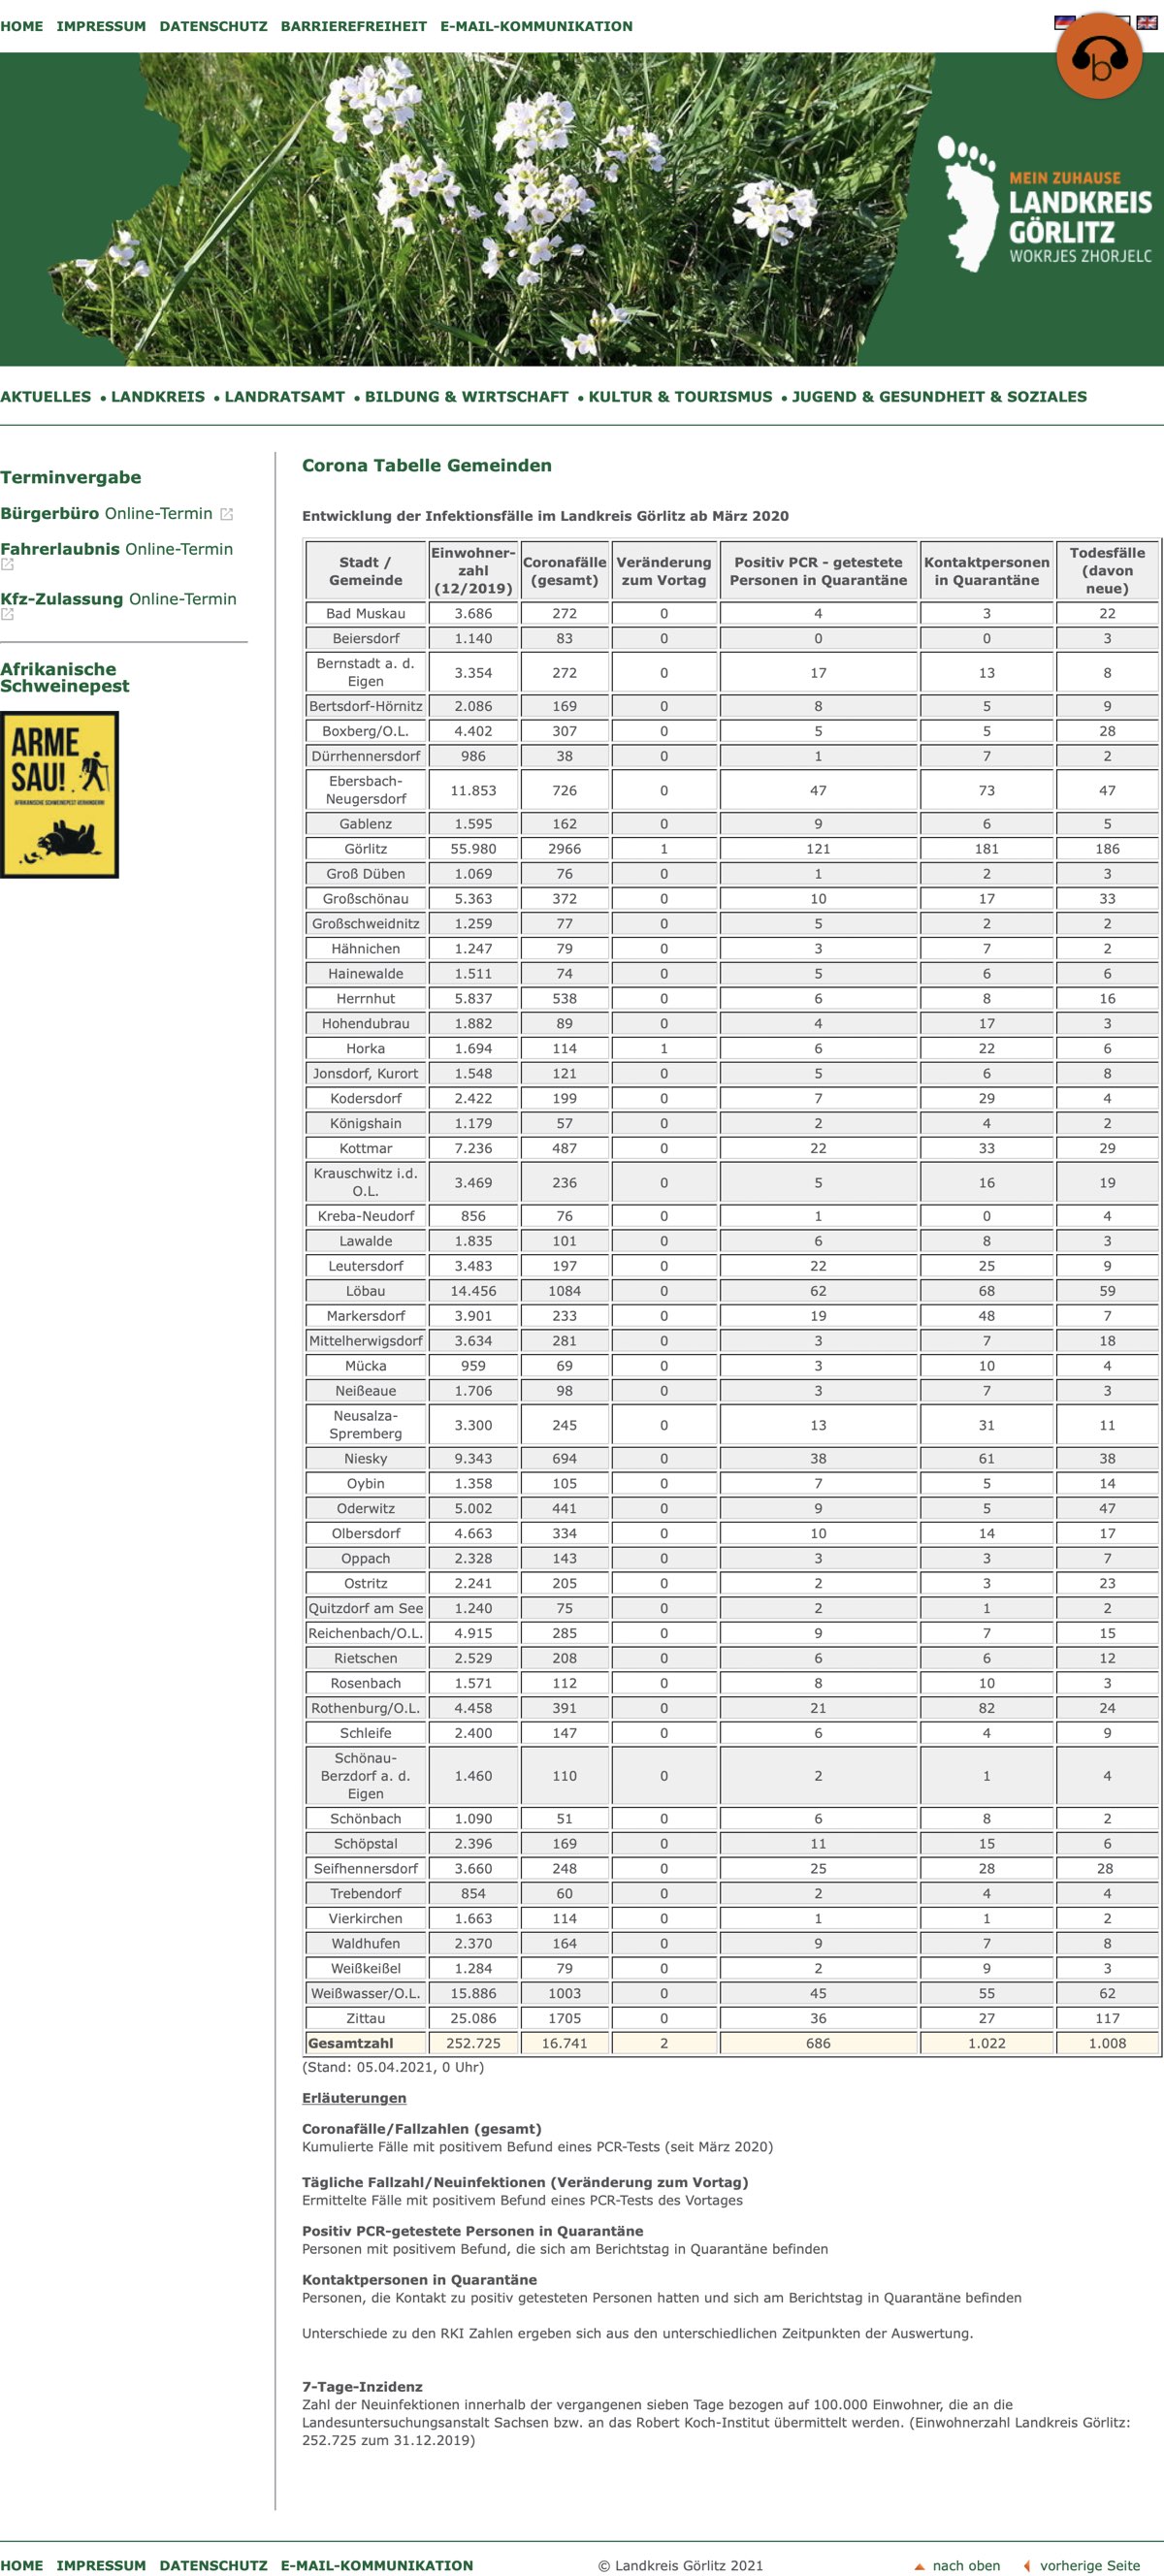 HOME IMPRESSUM DATENSCHUTZ BARRIEREFREIHEIT E-MAIL-KOMMUNIKATION
b
MEIN ZUHAUSE
LANDKREIS
GÖRLITZ
WOKRJES ZHORJELC
AKTUELLES • LANDKREIS • LANDRATSAMT • BILDUNG & WIRTSCHAFT • KULTUR & TOURISMUS • JUGEND & GESUNDHEIT & SOZIALES
Terminvergabe
Bürgerbüro Online-Termin
Fahrerlaubnis Online-Termin
Kfz-Zulassung Online-Termin
Afrikanische
Schweinepest
ARME
SAU!
AFRIKANISCHE SCHWEINEPEST VERHINDERN!
Corona Tabelle Gemeinden
Entwicklung der Infektionsfälle im Landkreis Görlitz ab März 2020
Stadt / Gemeinde Einwohner-zahl (12/2019) Coronafälle (gesamt) Veränderung zum Vortag Positiv PCR - getestete Personen in Quarantäne Kontaktpersonen in Quarantäne Todesfälle (davon neue)
Bad Muskau 3.686 272 0 4 3 22
Beiersdorf 1.140 83 0 0 0 3
Bernstadt a. d. Eigen 3.354 272 0 17 13 8
Bertsdorf-Hörnitz 2.086 169 0 8 5 9
Boxberg/O.L. 4.402 307 0 5 5 28
Dürrhennersdorf 986 38 0 1 7 2
Ebersbach-Neugersdorf 11.853 726 0 47 73 47
Gablenz 1.595 162 0 9 6 5
Görlitz 55.980 2966 1 121 181 186
Groß Düben 1.069 76 0 1 2 3
Großschönau 5.363 372 0 10 17 33
Großschweidnitz 1.259 77 0 5 2 2
Hähnichen 1.247 79 0 3 7 2
Hainewalde 1.511 74 0 5 6 6
Herrnhut 5.837 538 0 6 8 16
Hohendubrau 1.882 89 0 4 17 3
Horka 1.694 114 1 6 22 6
Jonsdorf, Kurort 1.548 121 0 5 6 8
Kodersdorf 2.422 199 0 7 29 4
Königshain 1.179 57 0 2 4 2
Kottmar 7.236 487 0 22 33 29
Krauschwitz i.d. O.L. 3.469 236 0 5 16 19
Kreba-Neudorf 856 76 0 1 0 4
Lawalde 1.835 101 0 6 8 3
Leutersdorf 3.483 197 0 22 25 9
Löbau 14.456 1084 0 62 68 59
Markersdorf 3.901 233 0 19 48 7
Mittelherwigsdorf 3.634 281 0 3 7 18
Mücka 959 69 0 3 10 4
Neißeaue 1.706 98 0 3 7 3
Neusalza-Spremberg 3.300 245 0 13 31 11
Niesky 9.343 694 0 38 61 38
Oybin 1.358 105 0 7 5 14
Oderwitz 5.002 441 0 9 5 47
Olbersdorf 4.663 334 0 10 14 17
Oppach 2.328 143 0 3 3 7
Ostritz 2.241 205 0 2 3 23
Quitzdorf am See 1.240 75 0 2 1 2
Reichenbach/O.L. 4.915 285 0 9 7 15
Rietschen 2.529 208 0 6 6 12
Rosenbach 1.571 112 0 8 10 3
Rothenburg/O.L. 4.458 391 0 21 82 24
Schleife 2.400 147 0 6 4 9
Schönau-Berzdorf a. d. Eigen 1.460 110 0 2 1 4
Schönbach 1.090 51 0 6 8 2
Schöpstal 2.396 169 0 11 15 6
Seifhennersdorf 3.660 248 0 25 28 28
Trebendorf 854 60 0 2 4 4
Vierkirchen 1.663 114 0 1 1 2
Waldhufen 2.370 164 0 9 7 8
Weißkeißel 1.284 79 0 2 9 3
Weißwasser/O.L. 15.886 1003 0 45 55 62
Zittau 25.086 1705 0 36 27 117
Gesamtzahl 252.725 16.741 2 686 1.022 1.008
(Stand: 05.04.2021, 0 Uhr)
Erläuterungen
Coronafälle/Fallzahlen (gesamt)
Kumulierte Fälle mit positivem Befund eines PCR-Tests (seit März 2020)
Tägliche Fallzahl/Neuinfektionen (Veränderung zum Vortag)
Ermittelte Fälle mit positivem Befund eines PCR-Tests des Vortages
Positiv PCR-getestete Personen in Quarantäne
Personen mit positivem Befund, die sich am Berichtstag in Quarantäne befinden
Kontaktpersonen in Quarantäne
Personen, die Kontakt zu positiv getesteten Personen hatten und sich am Berichtstag in Quarantäne befinden
Unterschiede zu den RKI Zahlen ergeben sich aus den unterschiedlichen Zeitpunkten der Auswertung.
7-Tage-Inzidenz
Zahl der Neuinfektionen innerhalb der vergangenen sieben Tage bezogen auf 100.000 Einwohner, die an die
Landesuntersuchungsanstalt Sachsen bzw. an das Robert Koch-Institut übermittelt werden. (Einwohnerzahl Landkreis Görlitz:
252.725 zum 31.12.2019)
HOME IMPRESSUM DATENSCHUTZ E-MAIL-KOMMUNIKATION © Landkreis Görlitz 2021 nach oben vorherige Seite